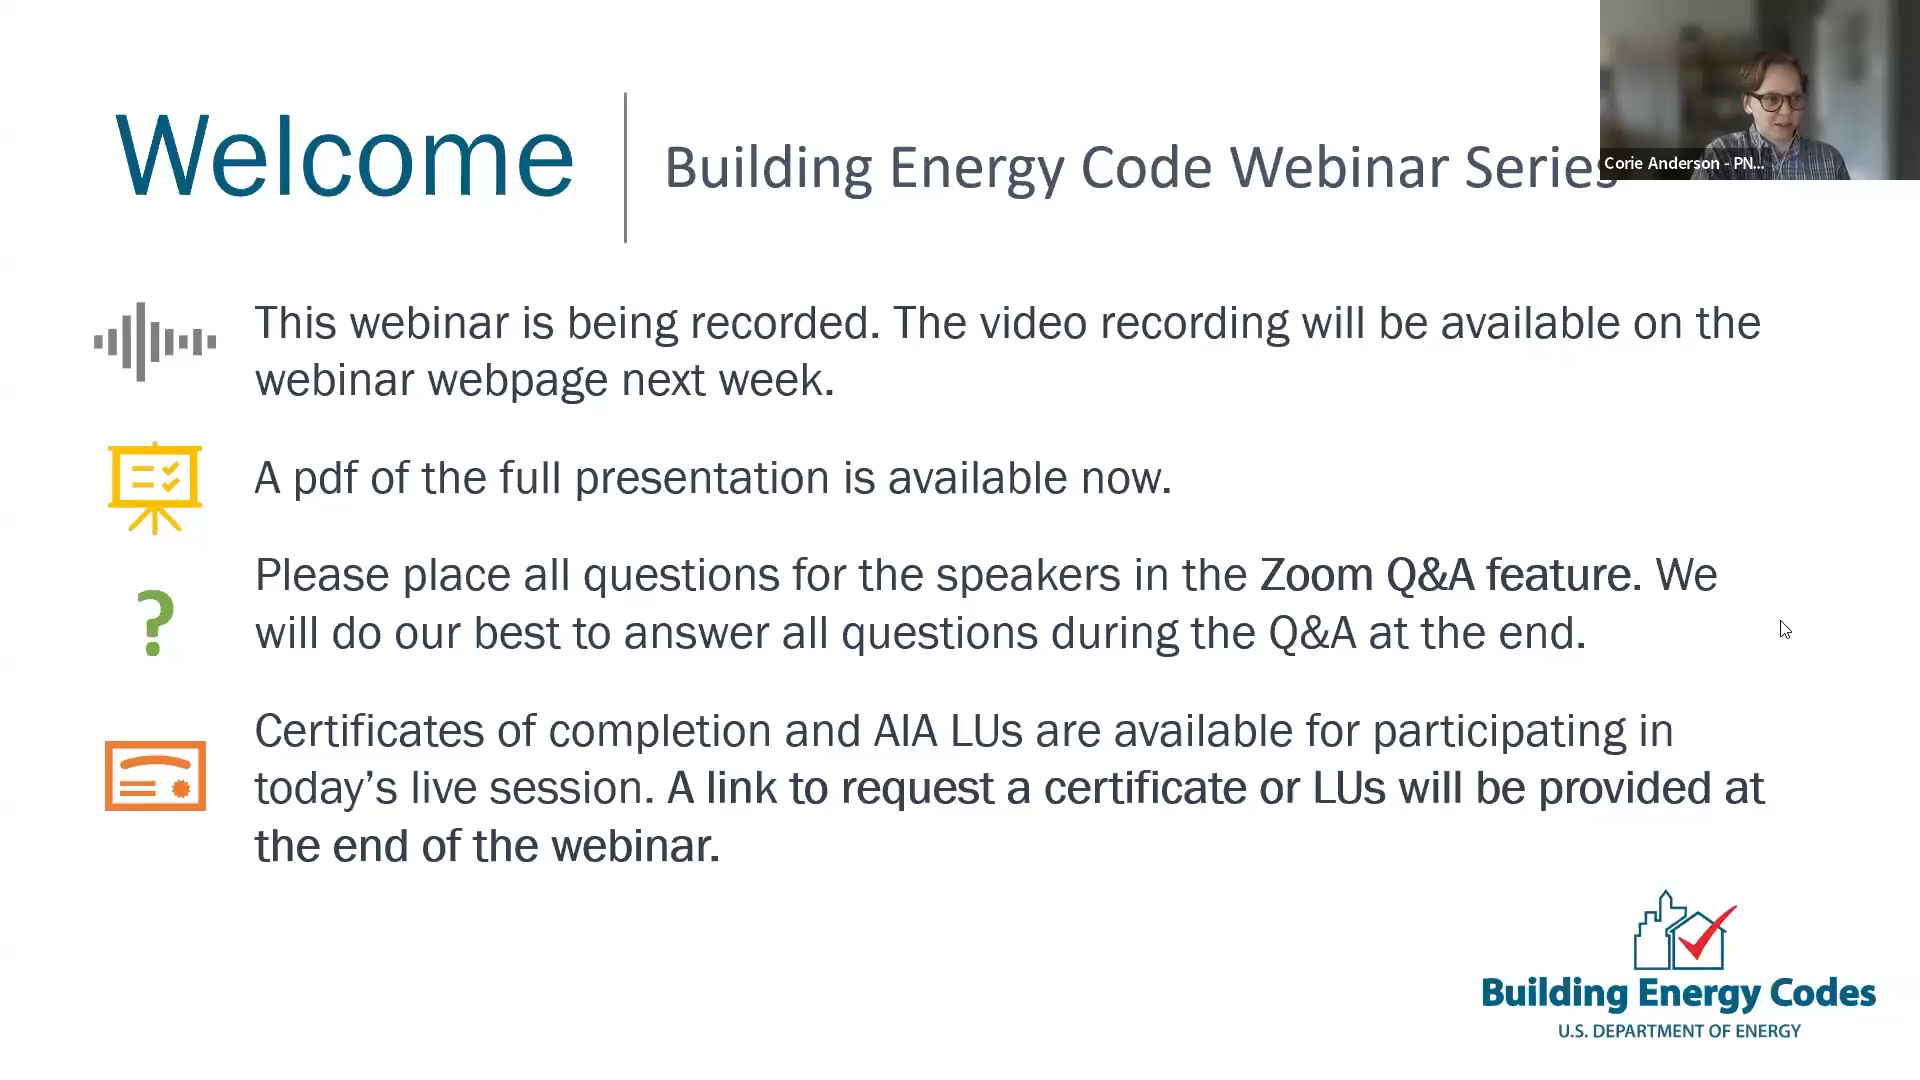 Welcome
Building Energy Code Webinar Series
Corie Anderson - PN...
This webinar is being recorded. The video recording will be available on the
webinar webpage next week.
A pdf of the full presentation is available now.
?
Please place all questions for the speakers in the Zoom Q&A feature. We
will do our best to answer all questions during the Q&A at the end.
Certificates of completion and AIA LUs are available for participating in
today’s live session. A link to request a certificate or LUs will be provided at
the end of the webinar.
Building Energy Codes
U.S. DEPARTMENT OF ENERGY